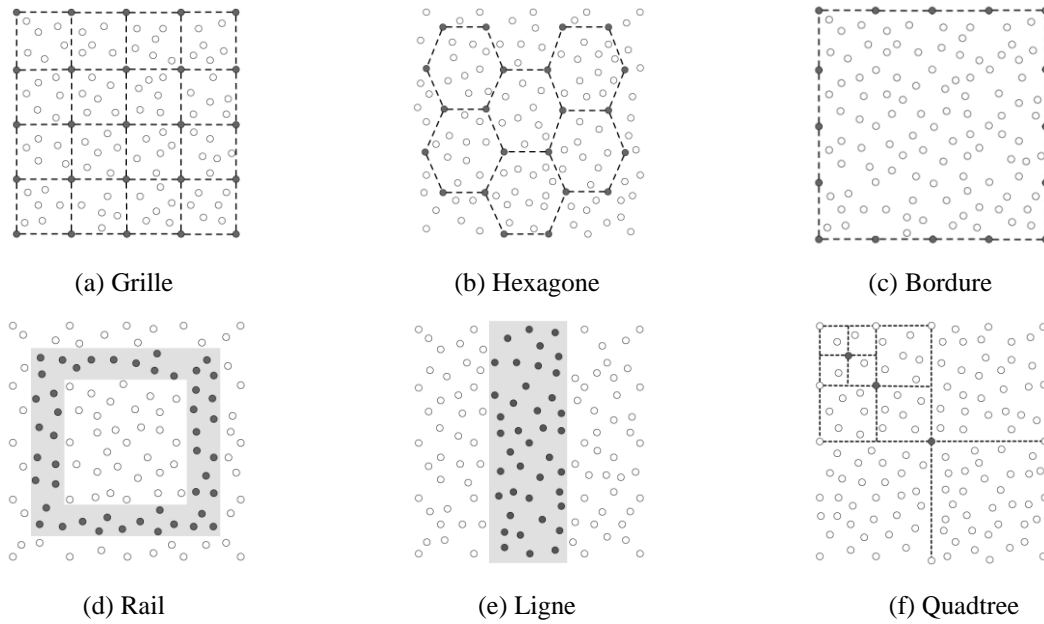 (a) Grille
(b) Hexagone
(c) Bordure
(d) Rail
(e) Ligne
(f) Quadtree